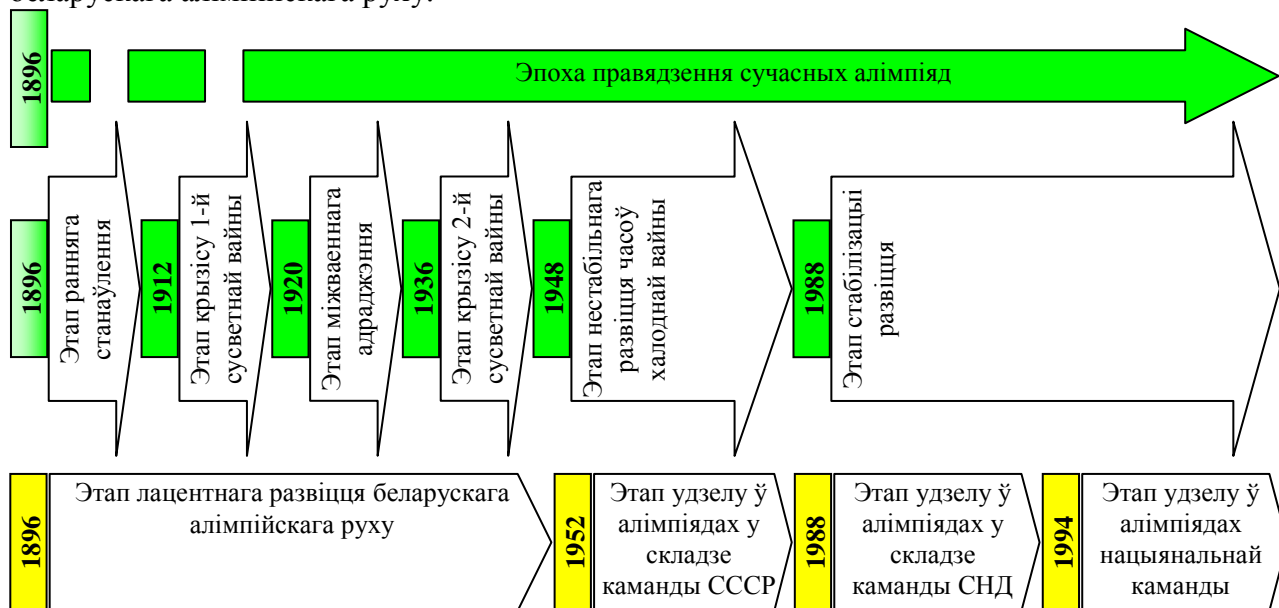 беларускага алімпійскага руху.
1896
Эпоха правядзення сучасных алімпіяд
1896
Этап ранняга
станаўлення
1912
Этап крызісу 1-й
сусветнай вайны
1920
Этап міжваеннага
адраджэння
1936
Этап крызісу 2-й
сусветнай вайны
1948
Этап нестабільнага
развіцця часоў
халоднай вайны
1988
Этап стабілізацыі
развіцця
1896
Этап лацентнага развіцця беларускага
алімпійскага руху
1952
Этап удзелу ў
алімпіядах у
складзе
каманды СССР
1988
Этап удзелу ў
алімпіядах у
складзе
каманды СНД
1994
Этап удзелу ў
алімпіядах
нацыянальнай
каманды